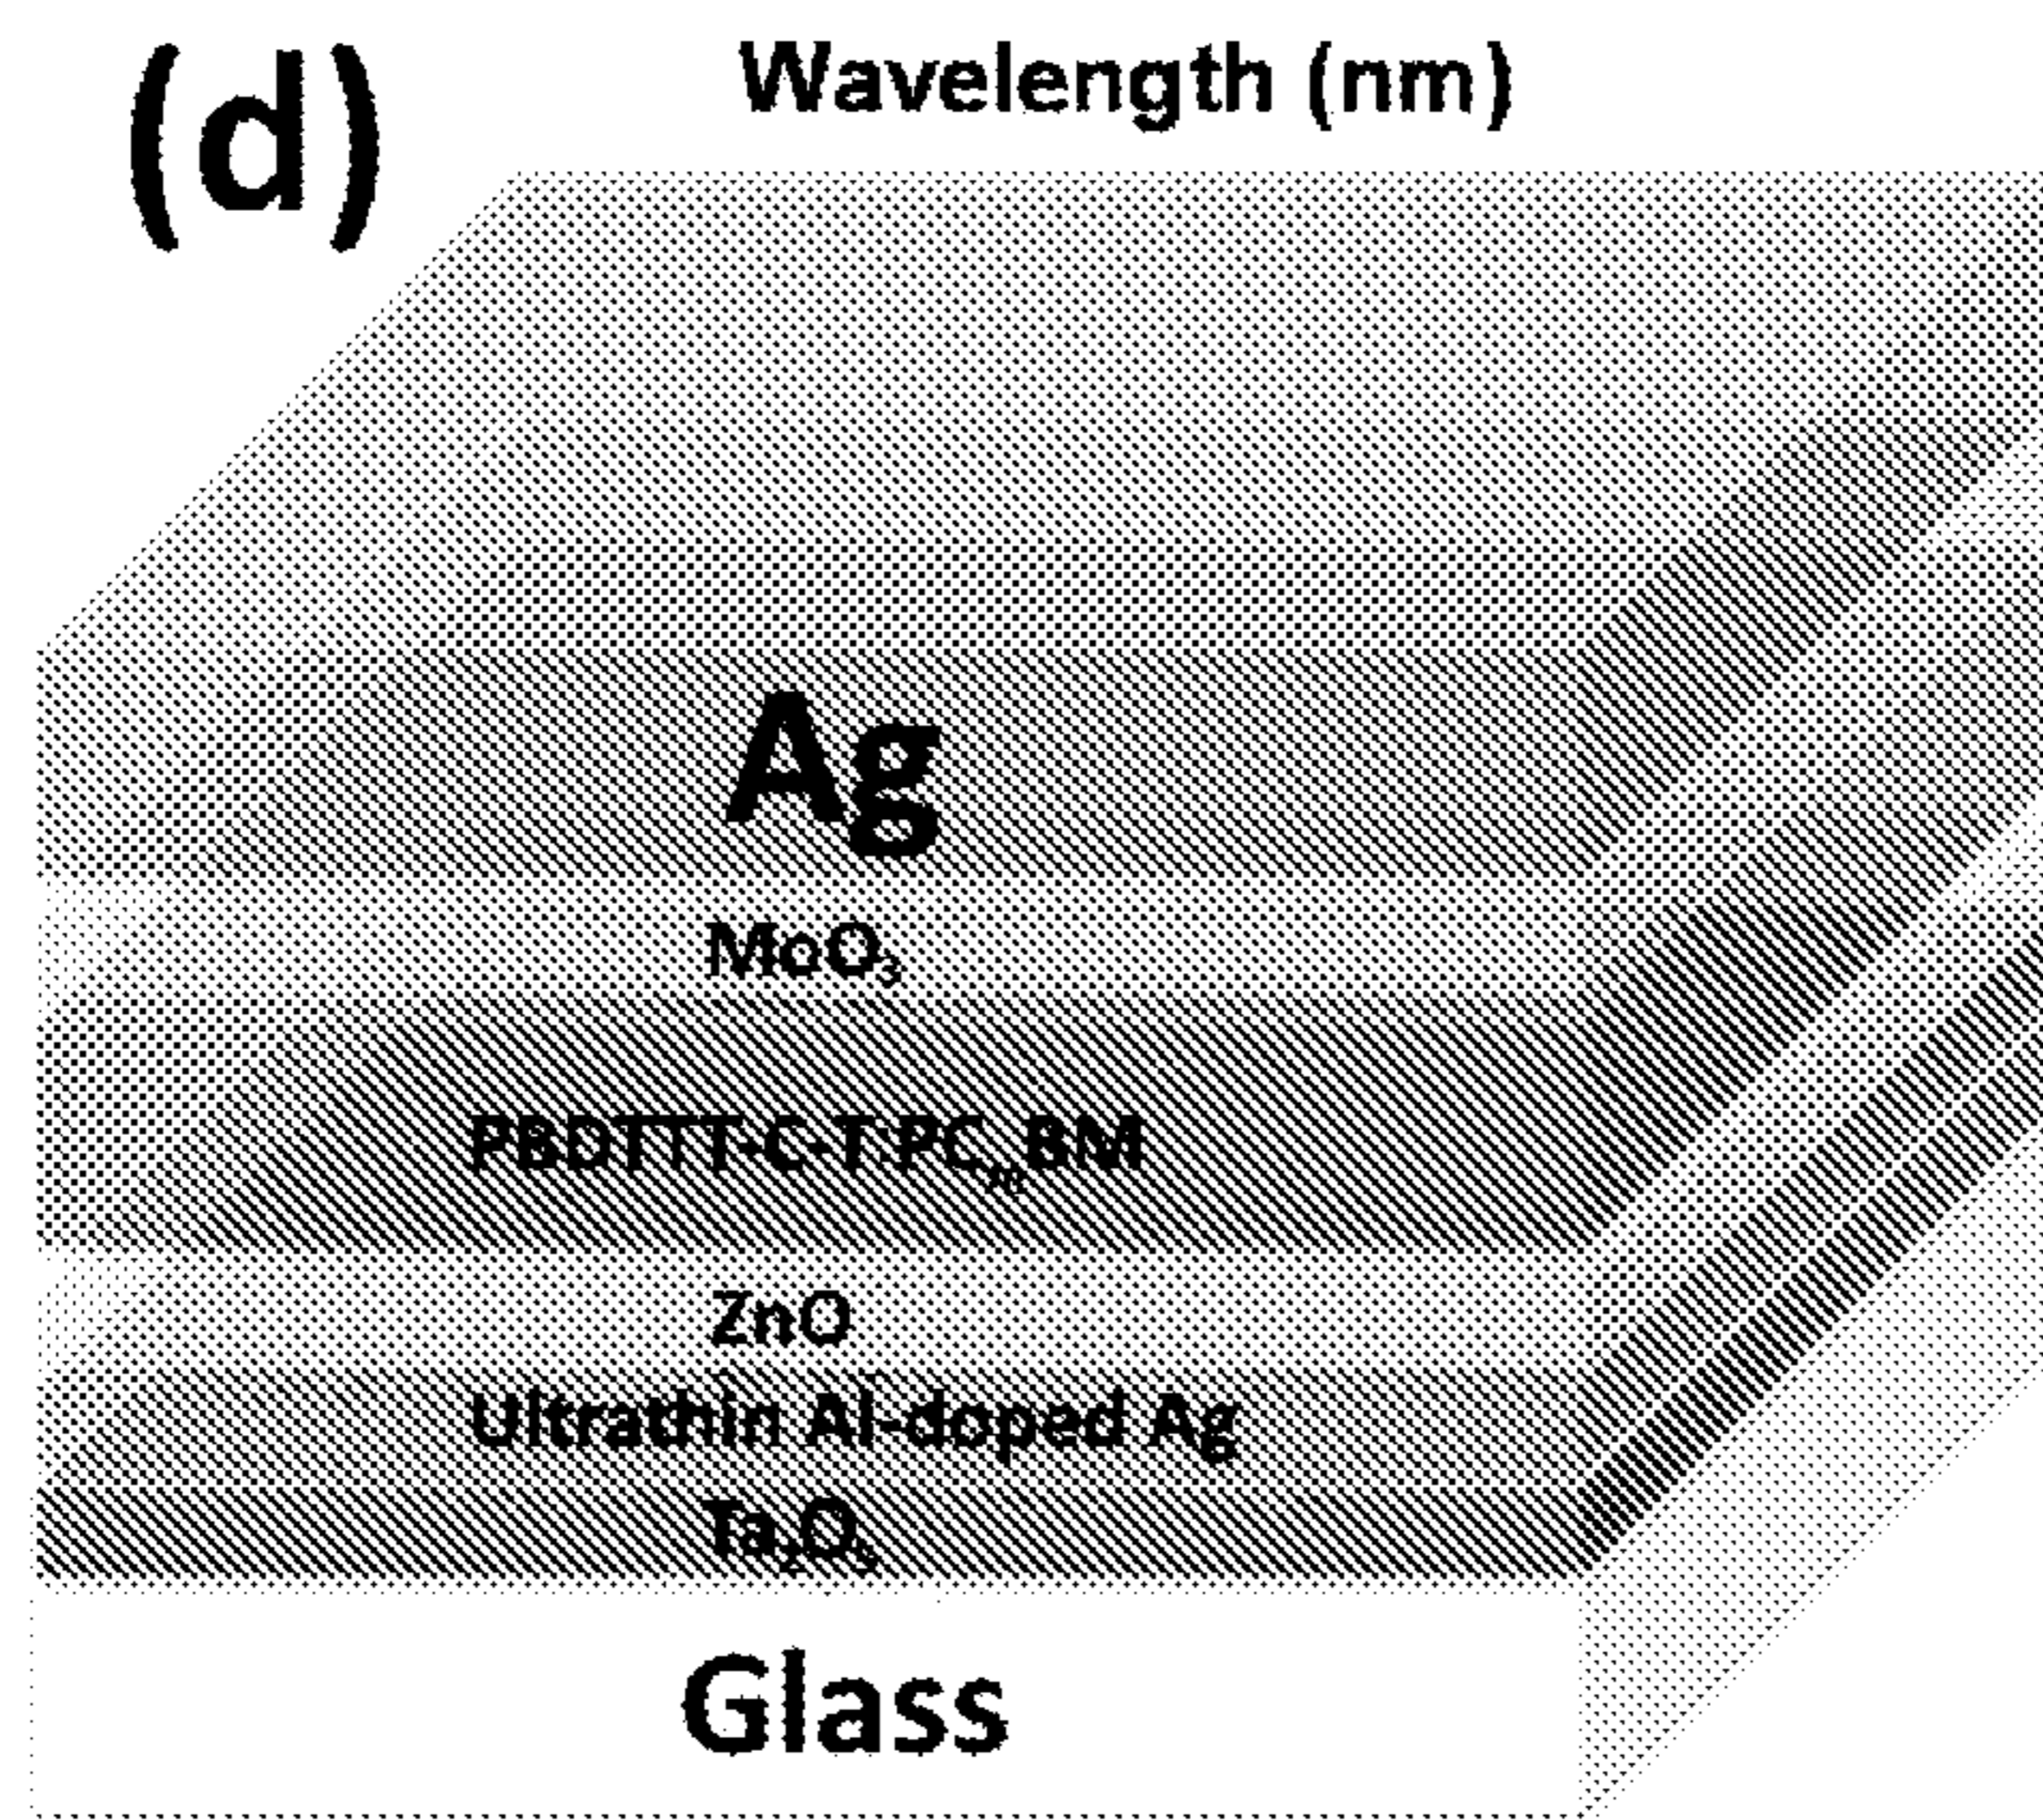 (d)
Wavelength (nm)
Ag
MoO₃
PBDTTT-C-T:PC₇₀BM
ZnO
Ultrathin Al-doped Ag
Ta₂O₅
Glass